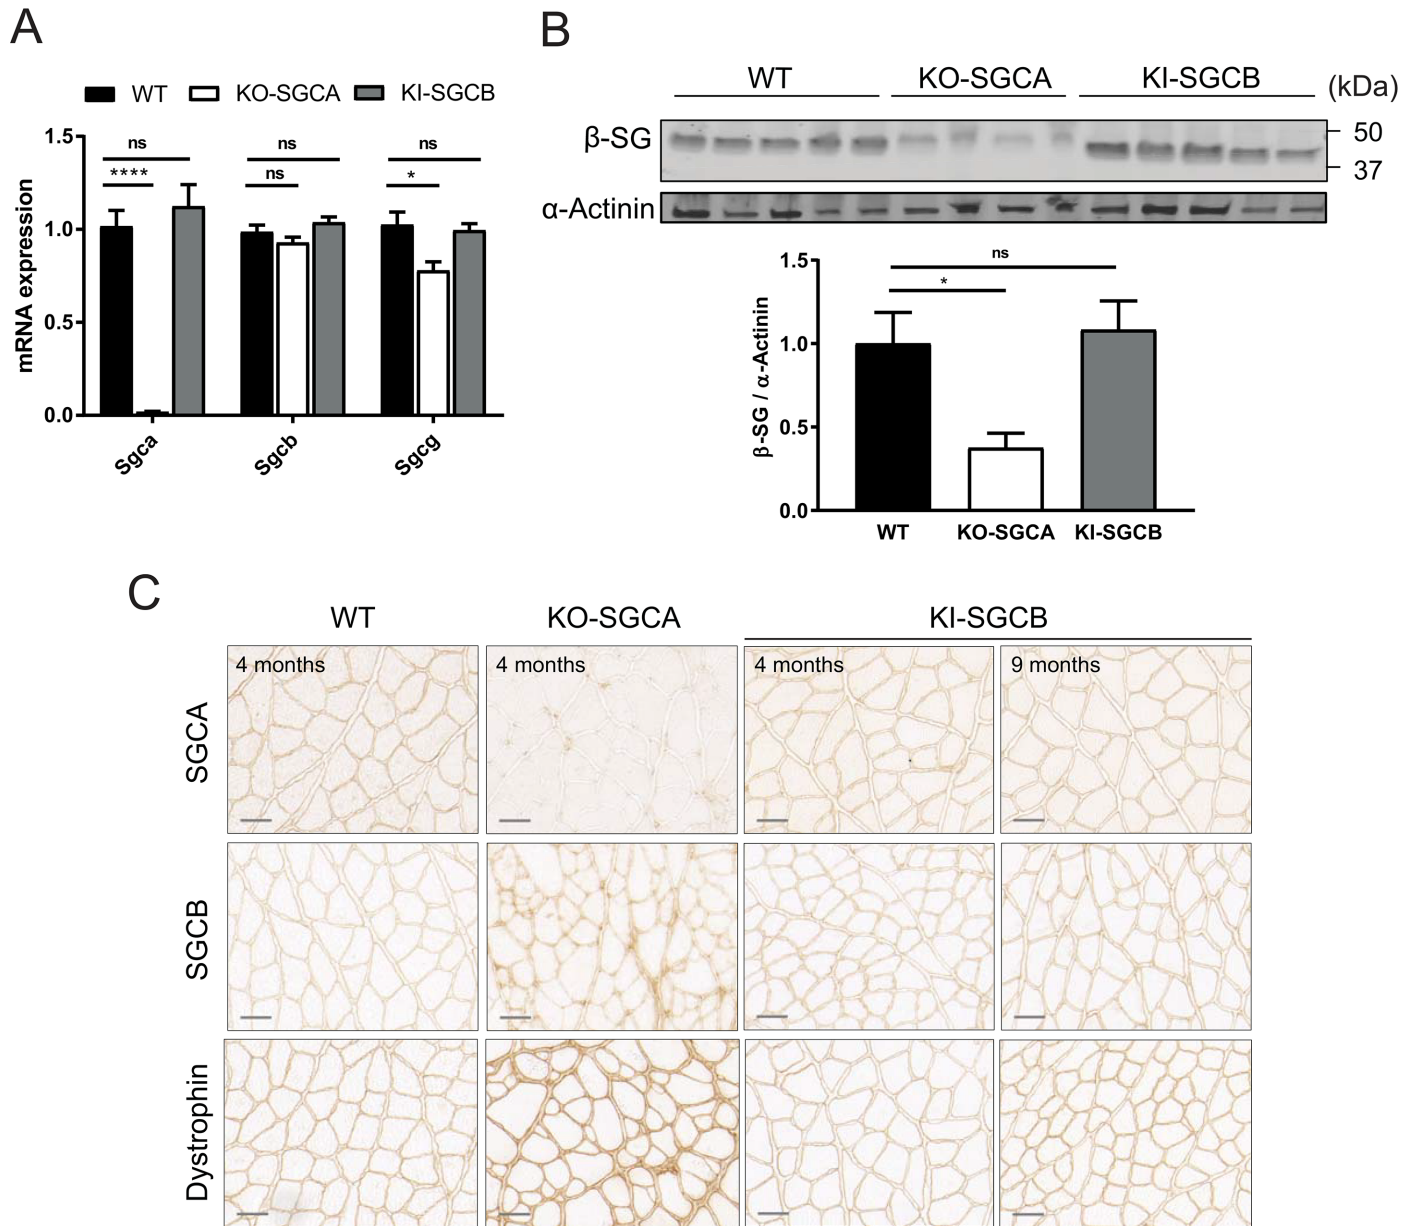 A
WT KO-SGCA KI-SGCB
1.5
1.0
0.5
0.0
mRNA expression
ns
****
ns
ns
ns
*
Sgca
Sgcb
Sgcg
B
WT KO-SGCA KI-SGCB (kDa)
β-SG
50
37
α-Actinin
1.5
1.0
0.5
0.0
β-SG / α-Actinin
ns
*
WT KO-SGCA KI-SGCB
C
WT KO-SGCA KI-SGCB
4 months 4 months 4 months 9 months
SGCA
SGCB
Dystrophin